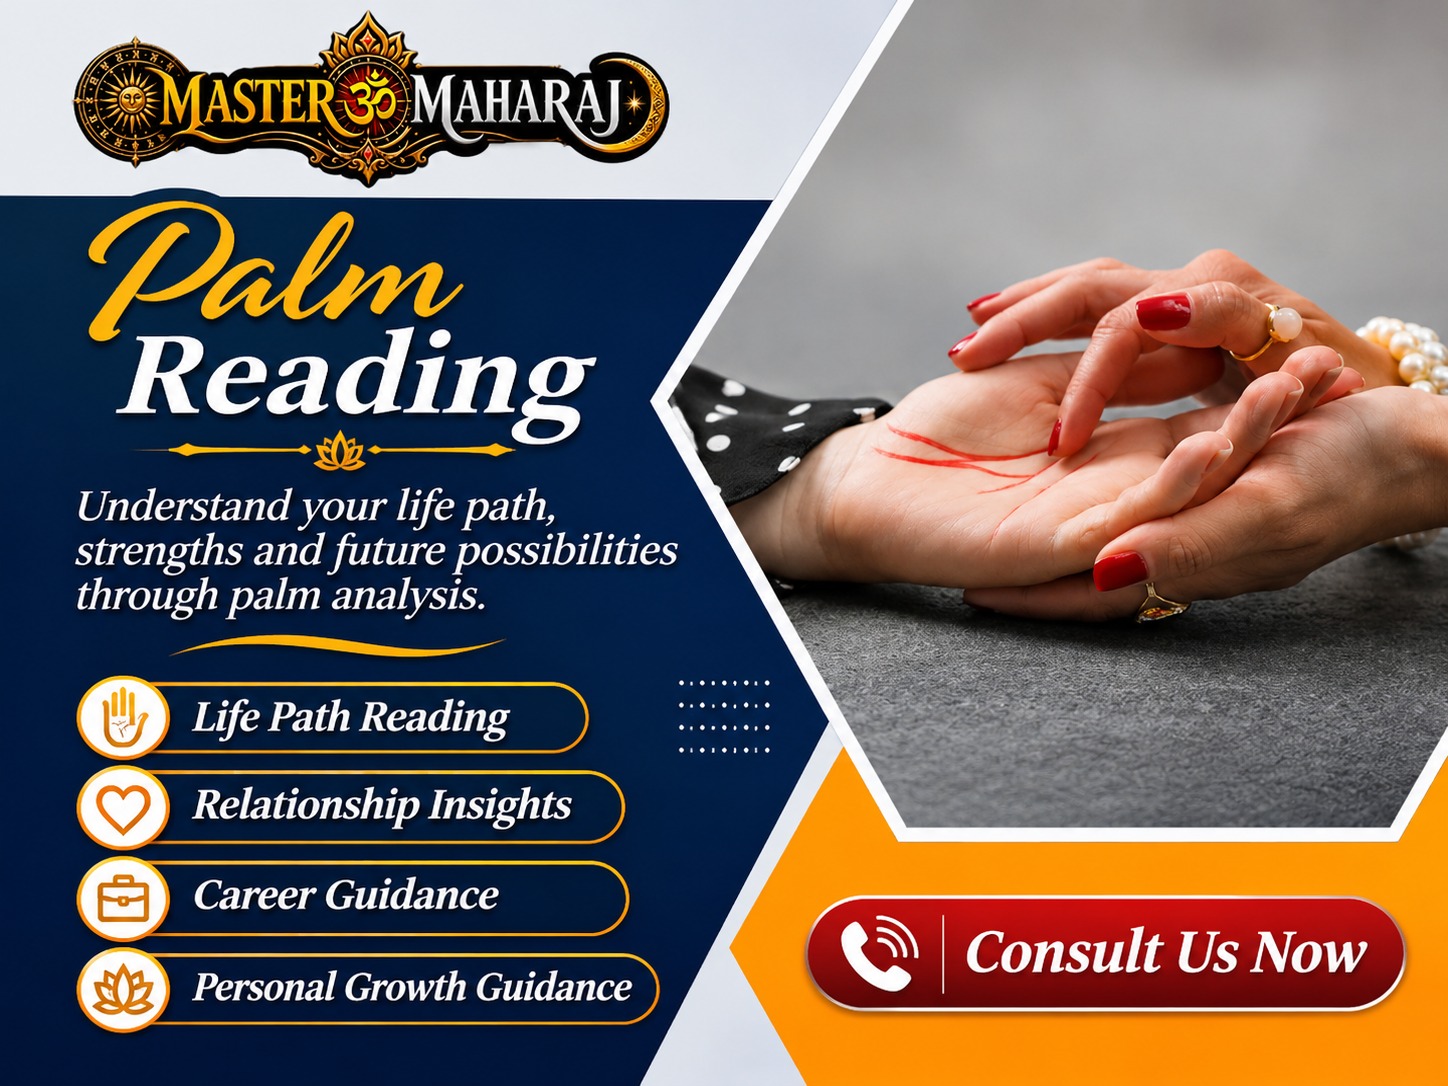 MASTER ॐ MAHARAJ
Palm
Reading
Understand your life path,
strengths and future possibilities
through palm analysis.
Life Path Reading
Relationship Insights
Career Guidance
Personal Growth Guidance
Consult Us Now